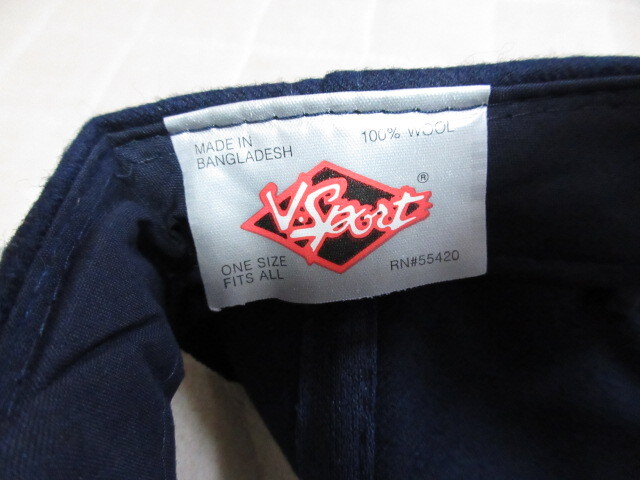 MADE IN
BANGLADESH
100% WOOL
V.Sport
®
ONE SIZE
FITS ALL
RN#55420